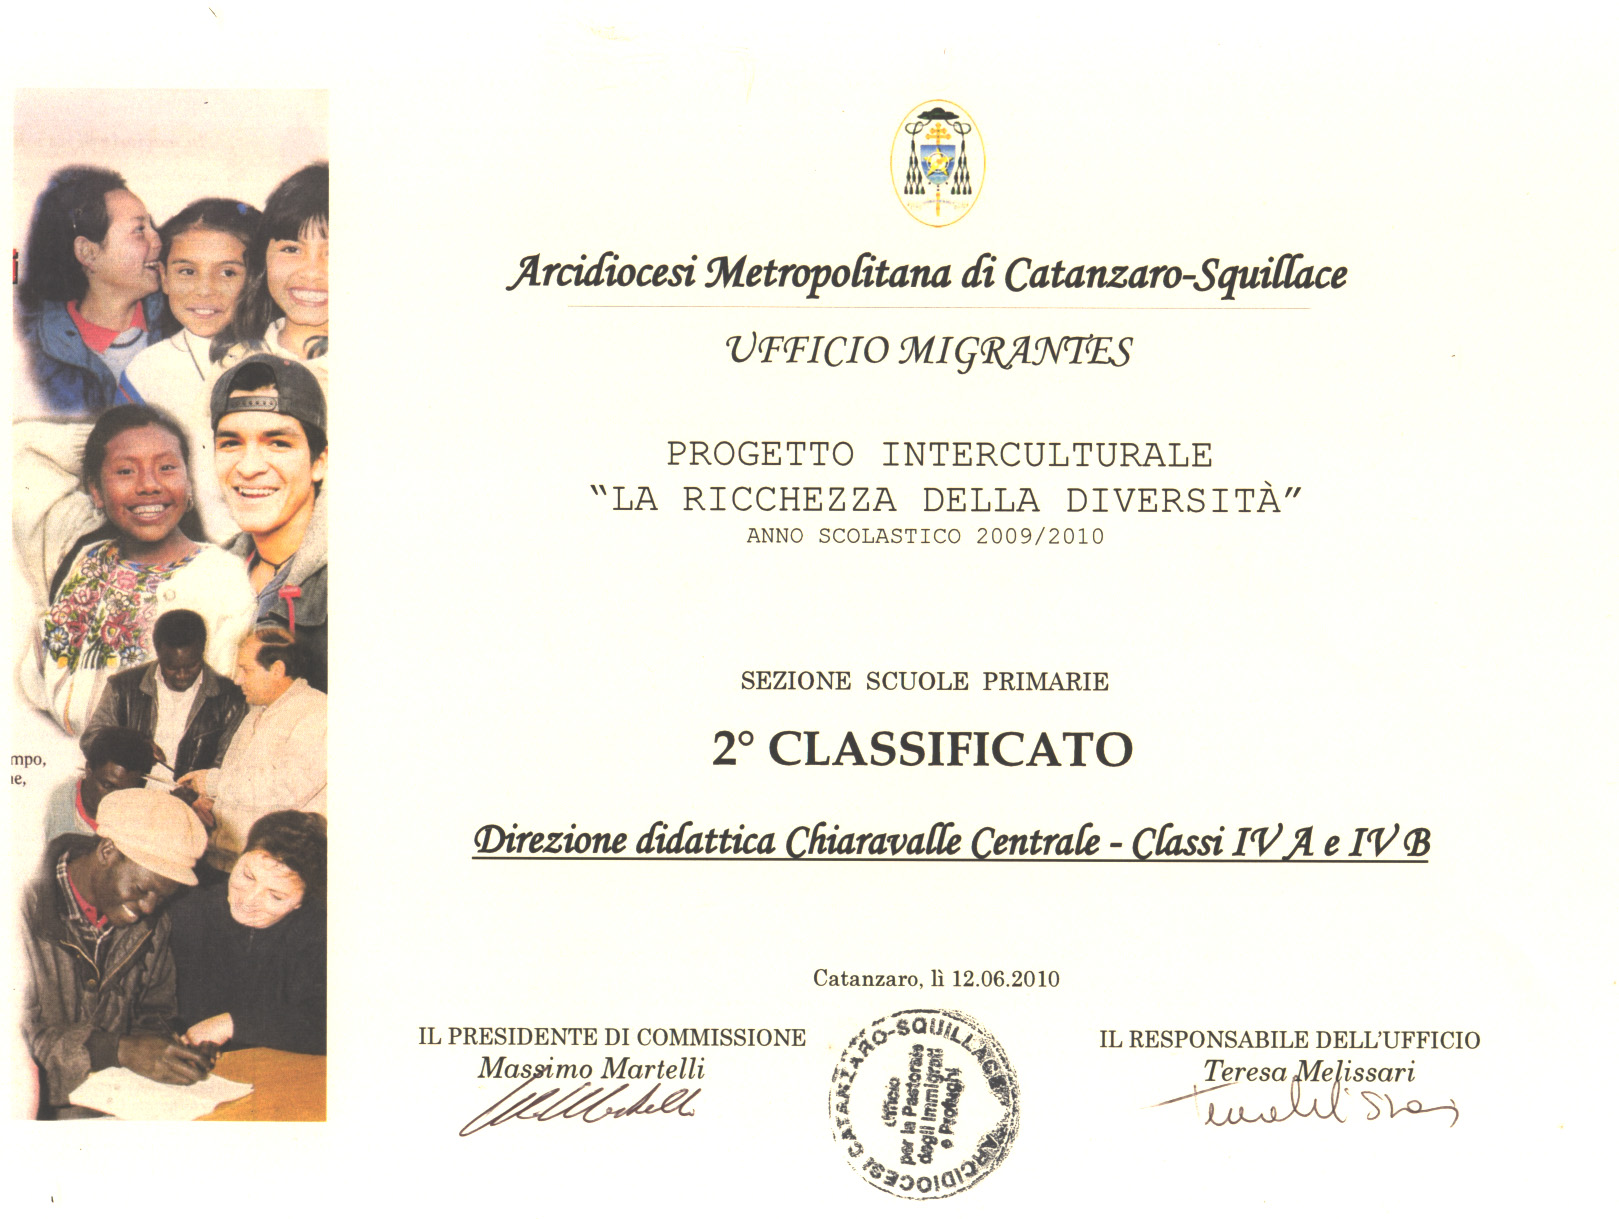 Arcidiocesi Metropolitana di Catanzaro-Squillace
UFFICIO MIGRANTES
PROGETTO INTERCULTURALE
“LA RICCHEZZA DELLA DIVERSITÀ”
ANNO SCOLASTICO 2009/2010
SEZIONE SCUOLE PRIMARIE
2° CLASSIFICATO
mpo,
ne,
Direzione didattica Chiaravalle Centrale - Classi IV A e IV B
Catanzaro, lì 12.06.2010
IL PRESIDENTE DI COMMISSIONE
Massimo Martelli
ARCIDIOCESI CATANZARO-SQUILLACE
Ufficio
per la Pastorale
degli Immigrati
e Profughi
IL RESPONSABILE DELL'UFFICIO
Teresa Melissari